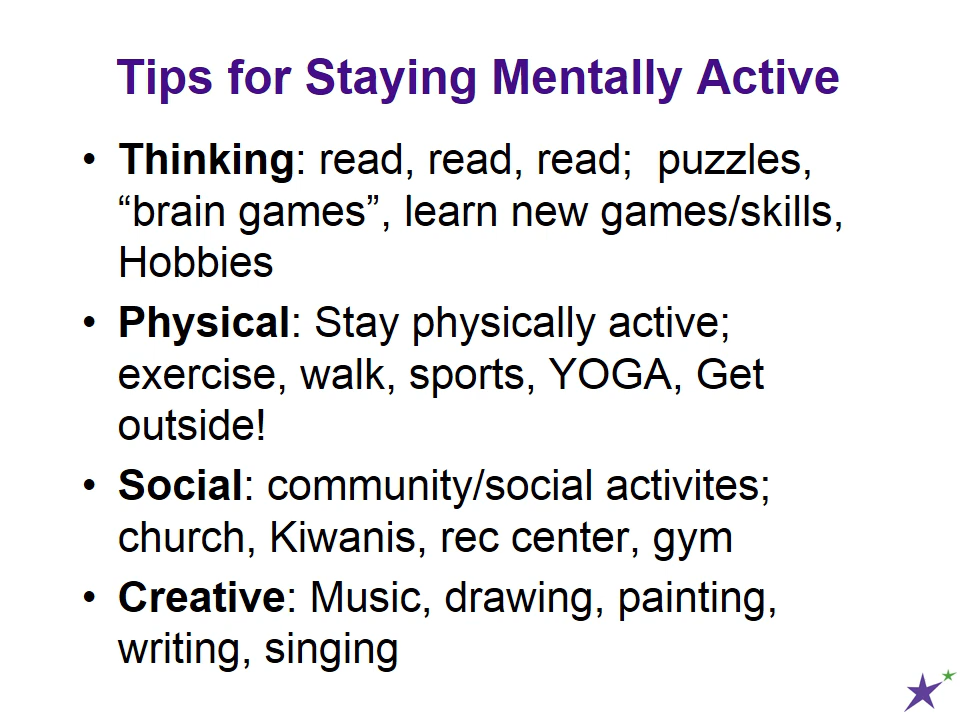 Tips for Staying Mentally Active
• Thinking: read, read, read;  puzzles,
“brain games”, learn new games/skills,
Hobbies
• Physical: Stay physically active;
exercise, walk, sports, YOGA, Get
outside!
• Social: community/social activites;
church, Kiwanis, rec center, gym
• Creative: Music, drawing, painting,
writing, singing